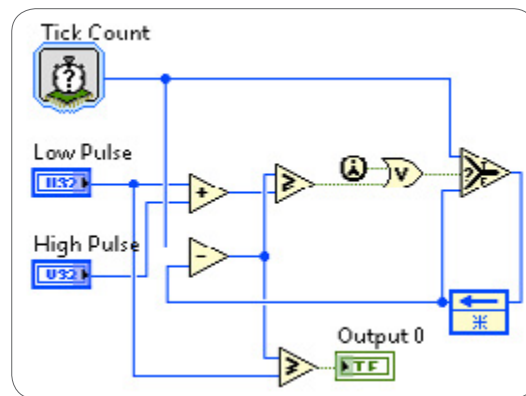 Tick Count
?
Low Pulse
U32
+
≥
V
?
High Pulse
U32
-
Output 0
≥
TF